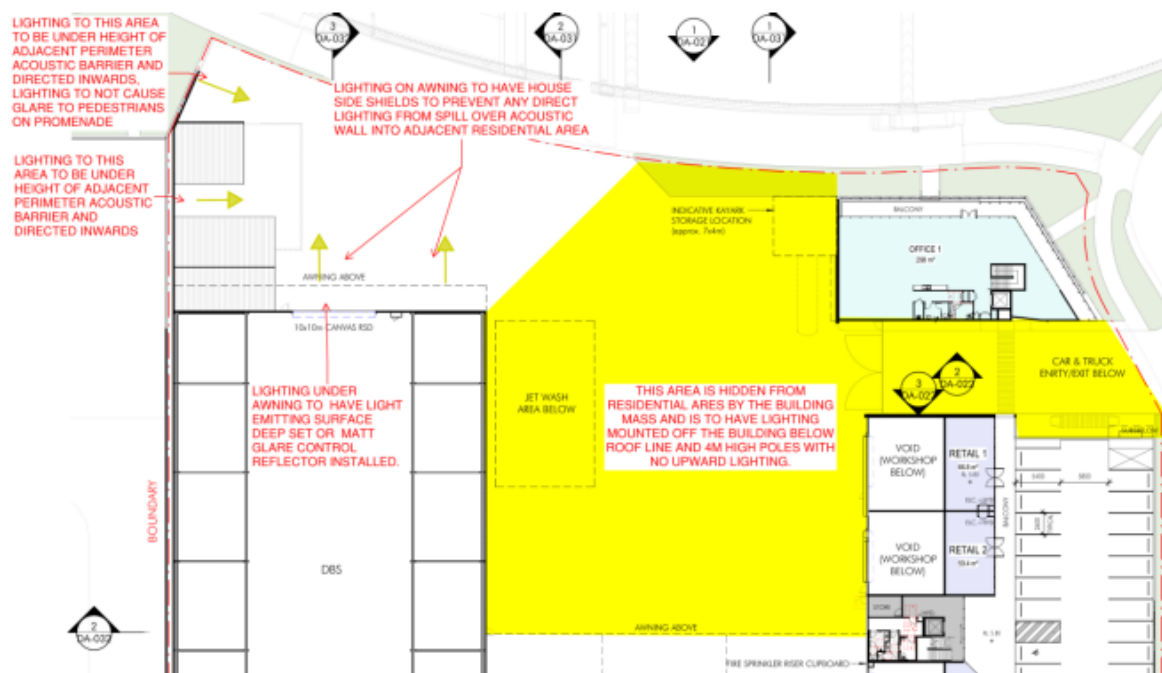 LIGHTING TO THIS AREA
TO BE UNDER HEIGHT OF
ADJACENT PERIMETER
ACOUSTIC BARRIER AND
DIRECTED INWARDS,
LIGHTING TO NOT CAUSE
GLARE TO PEDESTRIANS
ON PROMENADE
3
DA-032
2
DA-031
1
DA-021
1
DA-031
LIGHTING ON AWNING TO HAVE HOUSE
SIDE SHIELDS TO PREVENT ANY DIRECT
LIGHTING FROM SPILL OVER ACOUSTIC
WALL INTO ADJACENT RESIDENTIAL AREA
LIGHTING TO THIS
AREA TO BE UNDER
HEIGHT OF ADJACENT
PERIMETER ACOUSTIC
BARRIER AND
DIRECTED INWARDS
INDICATIVE KAYARK
STORAGE LOCATION
(approx. 7x4m)
BALCONY
OFFICE 1
AWNING ABOVE
10x10m CANVAS RSD
CAR & TRUCK
ENRTY/EXIT BELOW
LIGHTING UNDER
AWNING TO HAVE LIGHT
EMITTING SURFACE
DEEP SET OR MATT
GLARE CONTROL
REFLECTOR INSTALLED.
JET WASH
AREA BELOW
THIS AREA IS HIDDEN FROM
RESIDENTIAL ARES BY THE BUILDING
MASS AND IS TO HAVE LIGHTING
MOUNTED OFF THE BUILDING BELOW
ROOF LINE AND 4M HIGH POLES WITH
NO UPWARD LIGHTING.
3
DA-022
2
DA-022
VOID
(WORKSHOP
BELOW)
RETAIL 1
BALCONY
VOID
(WORKSHOP
BELOW)
RETAIL 2
BOUNDARY
DBS
2
DA-032
STORE
AWNING ABOVE
FIRE SPRINKLER RISER CUPBOARD